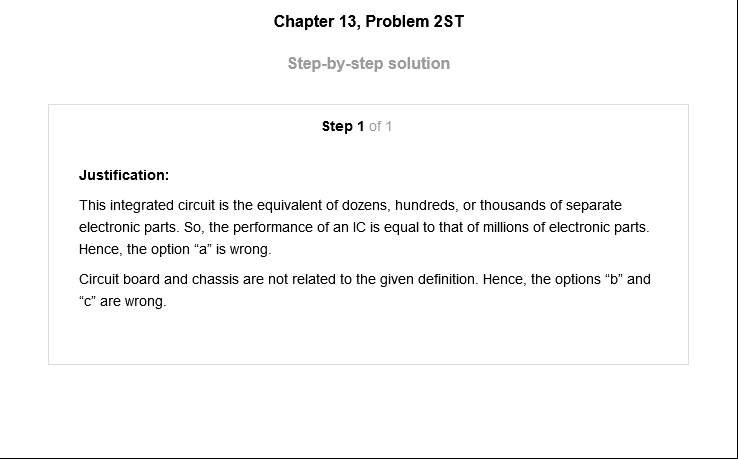 Chapter 13, Problem 2ST
Step-by-step solution
Step 1 of 1
Justification:
This integrated circuit is the equivalent of dozens, hundreds, or thousands of separate
electronic parts. So, the performance of an IC is equal to that of millions of electronic parts.
Hence, the option “a” is wrong.
Circuit board and chassis are not related to the given definition. Hence, the options “b” and
“c” are wrong.